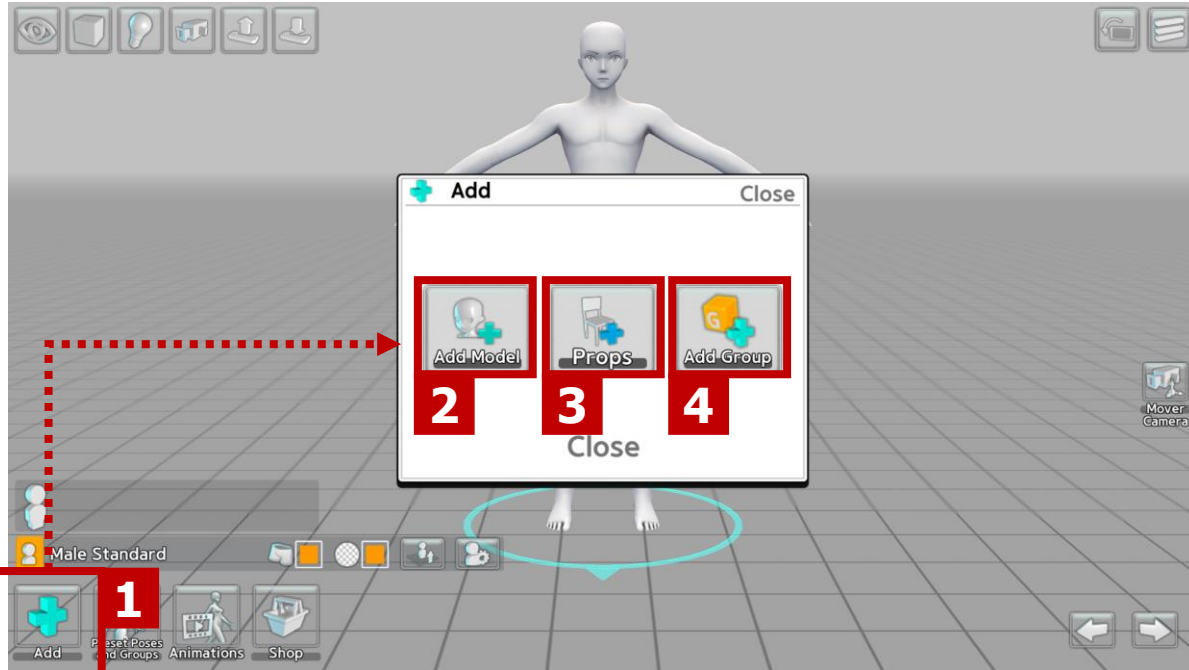 Add
Close
G
Add Model
Props
Add Group
2
3
4
Close
Mover
Camera
Male Standard
1
Add
Preset Poses
and Groups
Animations
Shop